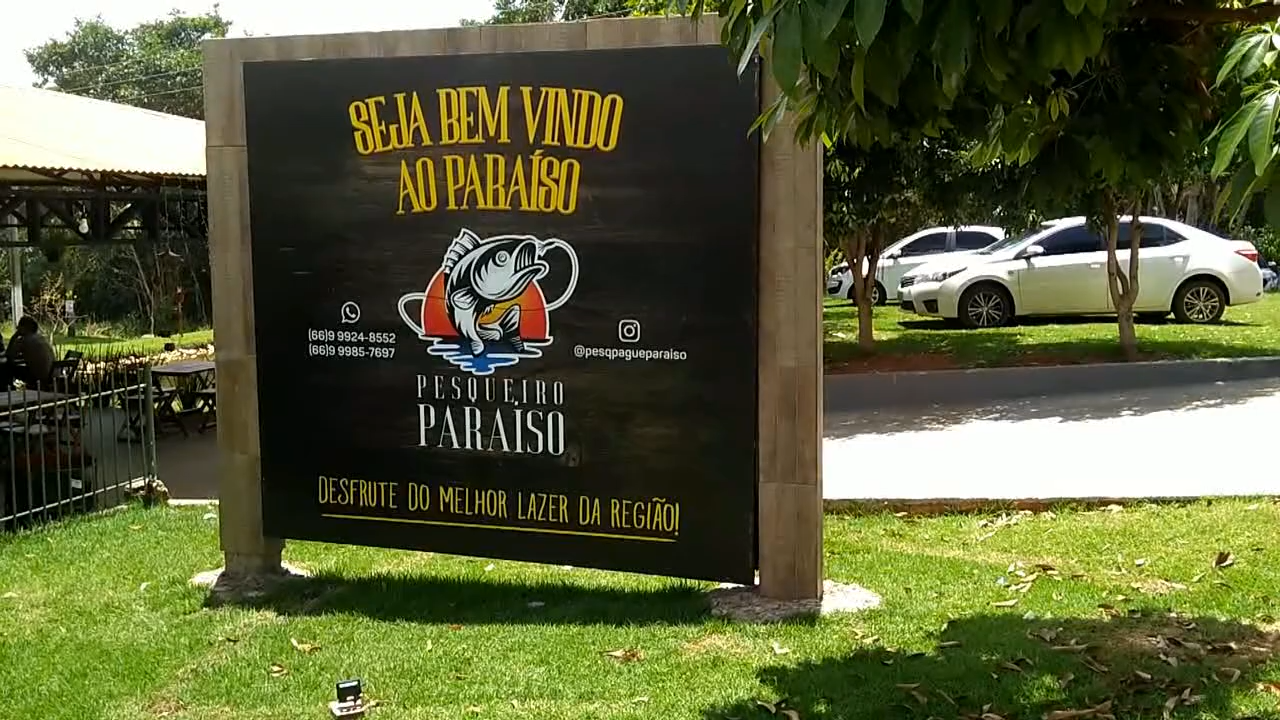 SEJA BEM VINDO
AO PARAÍSO
(66)9 9924-8552
(66)9 9985-7697
@pesqpagueparaiso
PESQUEIRO
PARAÍSO
DESFRUTE DO MELHOR LAZER DA REGIÃO!